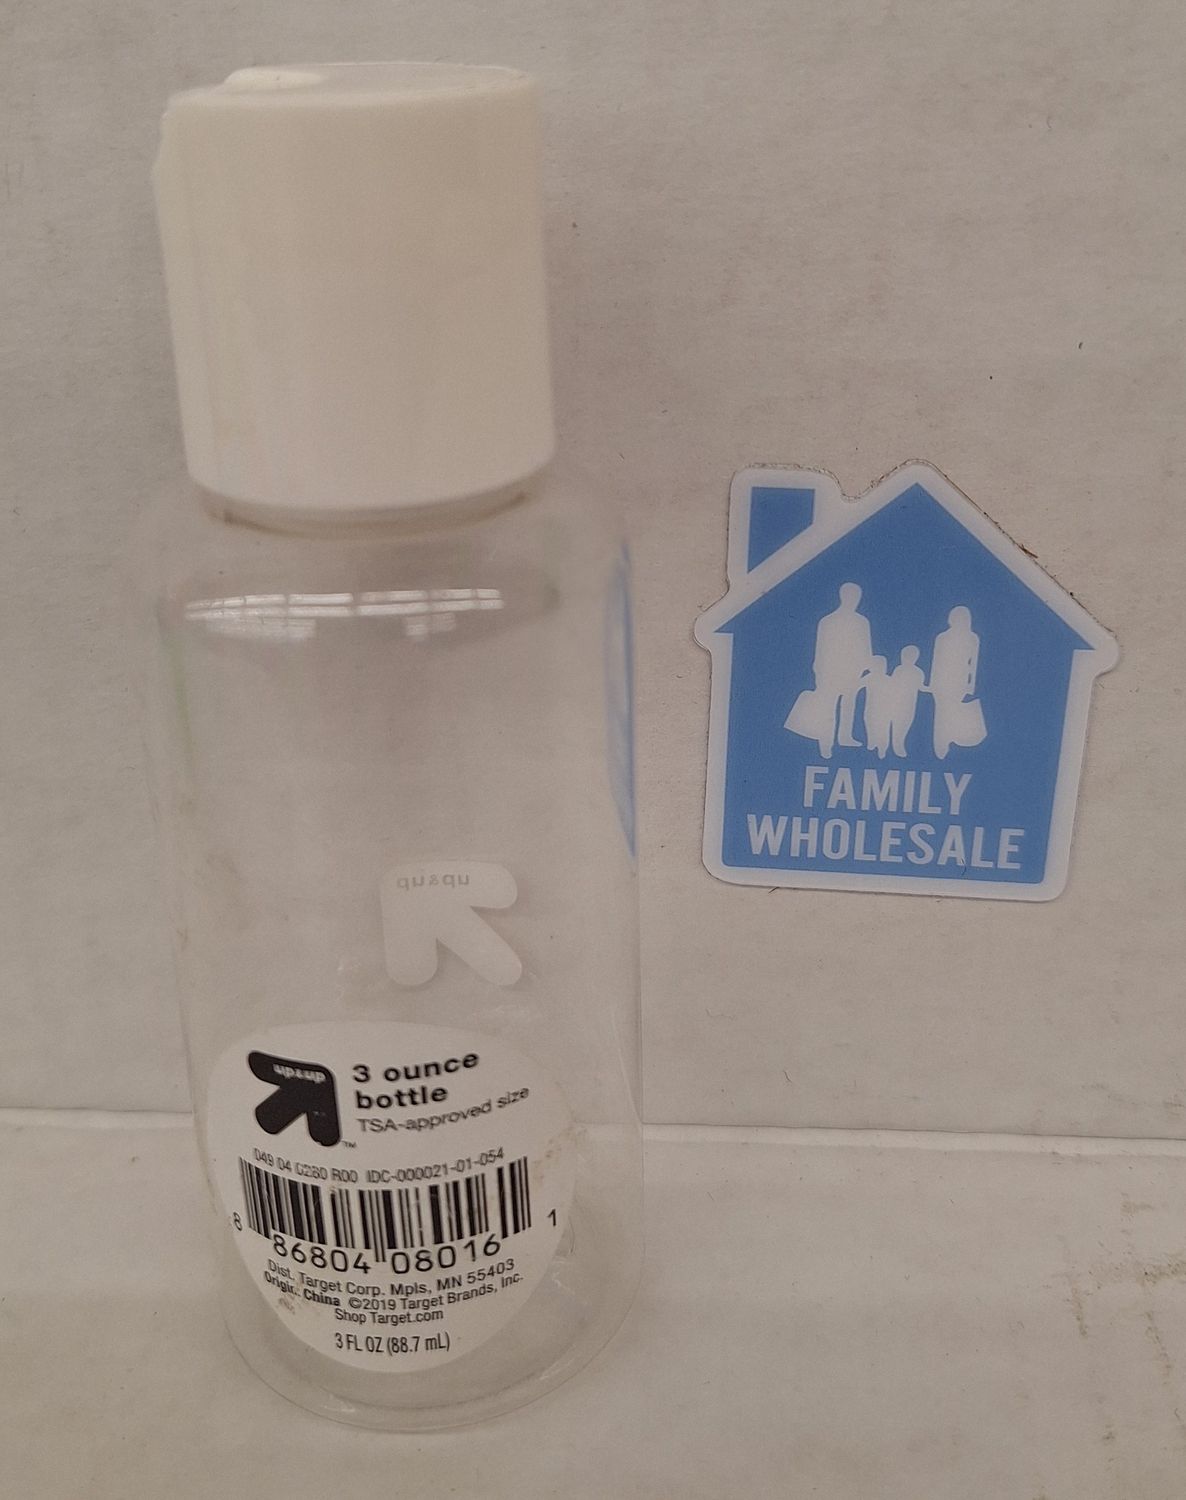 FAMILY
WHOLESALE
up&up
up&up
3 ounce
bottle
TSA-approved size
TM
049 04 0280 R00 IDC-000021-01-054
8 86804 08016 1
Dist. Target Corp. Mpls, MN 55403
Origin: China ©2019 Target Brands, Inc.
Shop Target.com
3 FL OZ (88.7 mL)